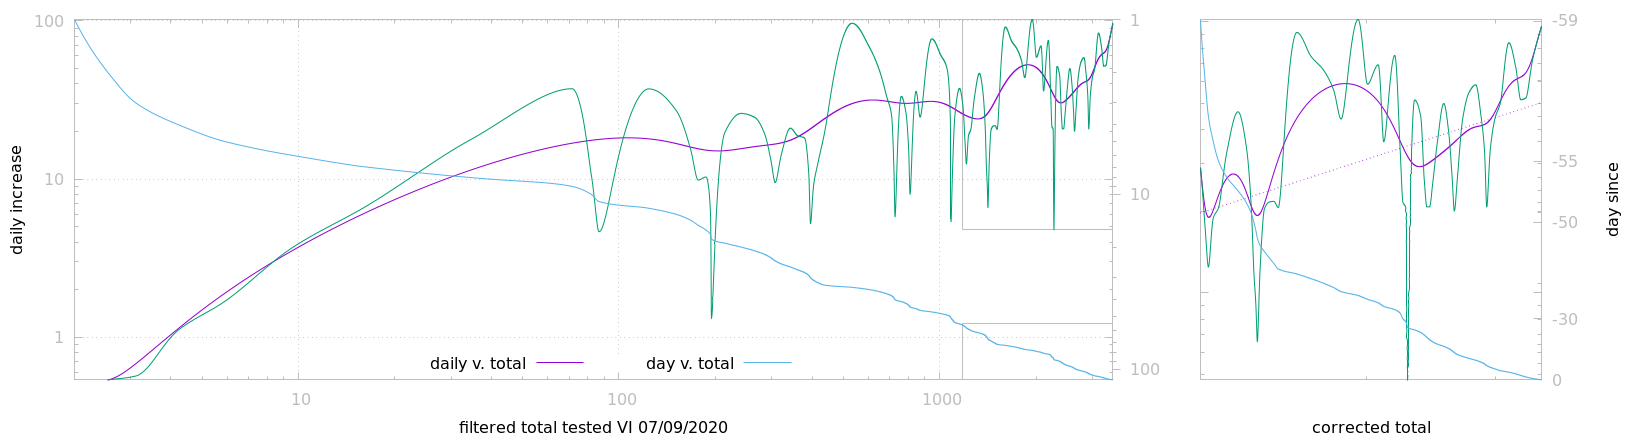 100
10
1
daily increase
10
100
1000
filtered total tested VI 07/09/2020
daily v. total
day v. total
1
10
100
-59
-55
-50
-30
0
day since
corrected total